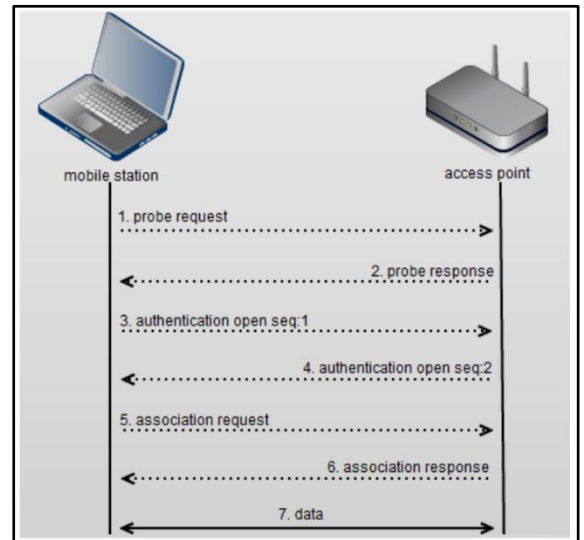 mobile station
access point
1. probe request
2. probe response
3. authentication open seq:1
4. authentication open seq:2
5. association request
6. association response
7. data